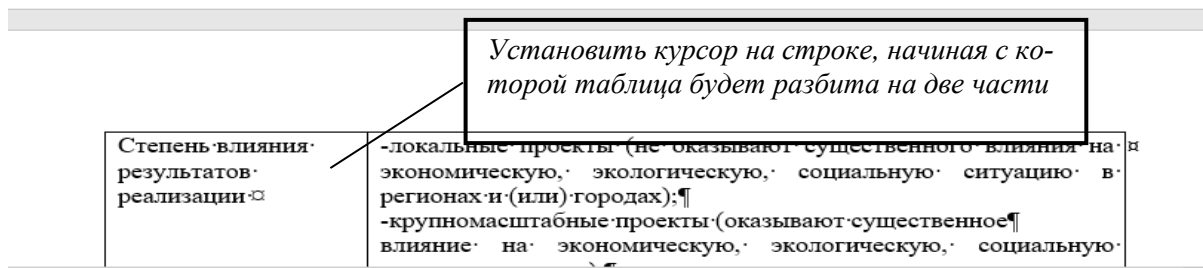 Установить курсор на строке, начиная с ко-
торой таблица будет разбита на две части
Степень·влияния·
результатов·
реализации·¤
-локальные·проекты·(не·оказывают·существенного·влияния·на·¤
экономическую,·экологическую,·социальную·ситуацию·в·
регионах·и·(или)·городах);¶
-крупномасштабные·проекты·(оказывают·существенное¶
влияние·на·экономическую,·экологическую,·социальную·